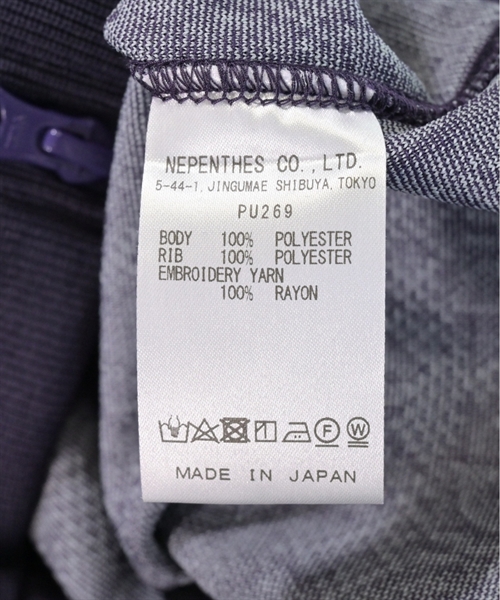 NEPENTHES CO.,LTD.
5-44-1, JINGUMAE SHIBUYA, TOKYO
PU269
BODY 100% POLYESTER
RIB 100% POLYESTER
EMBROIDERY YARN
100% RAYON
F W
MADE IN JAPAN